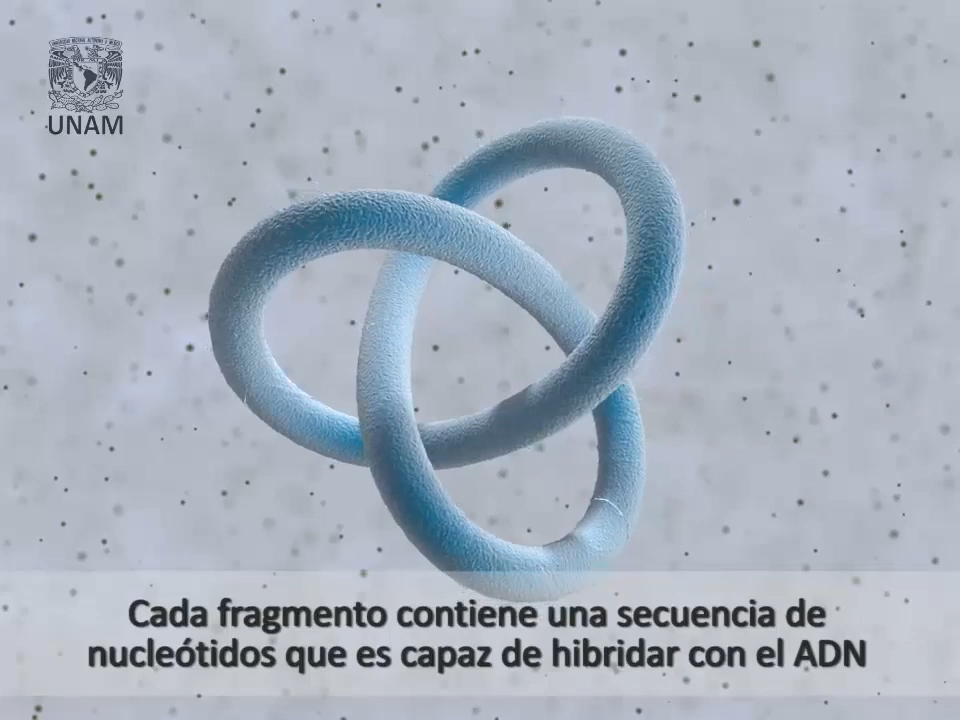 UNAM
Cada fragmento contiene una secuencia de
nucleótidos que es capaz de hibridar con el ADN